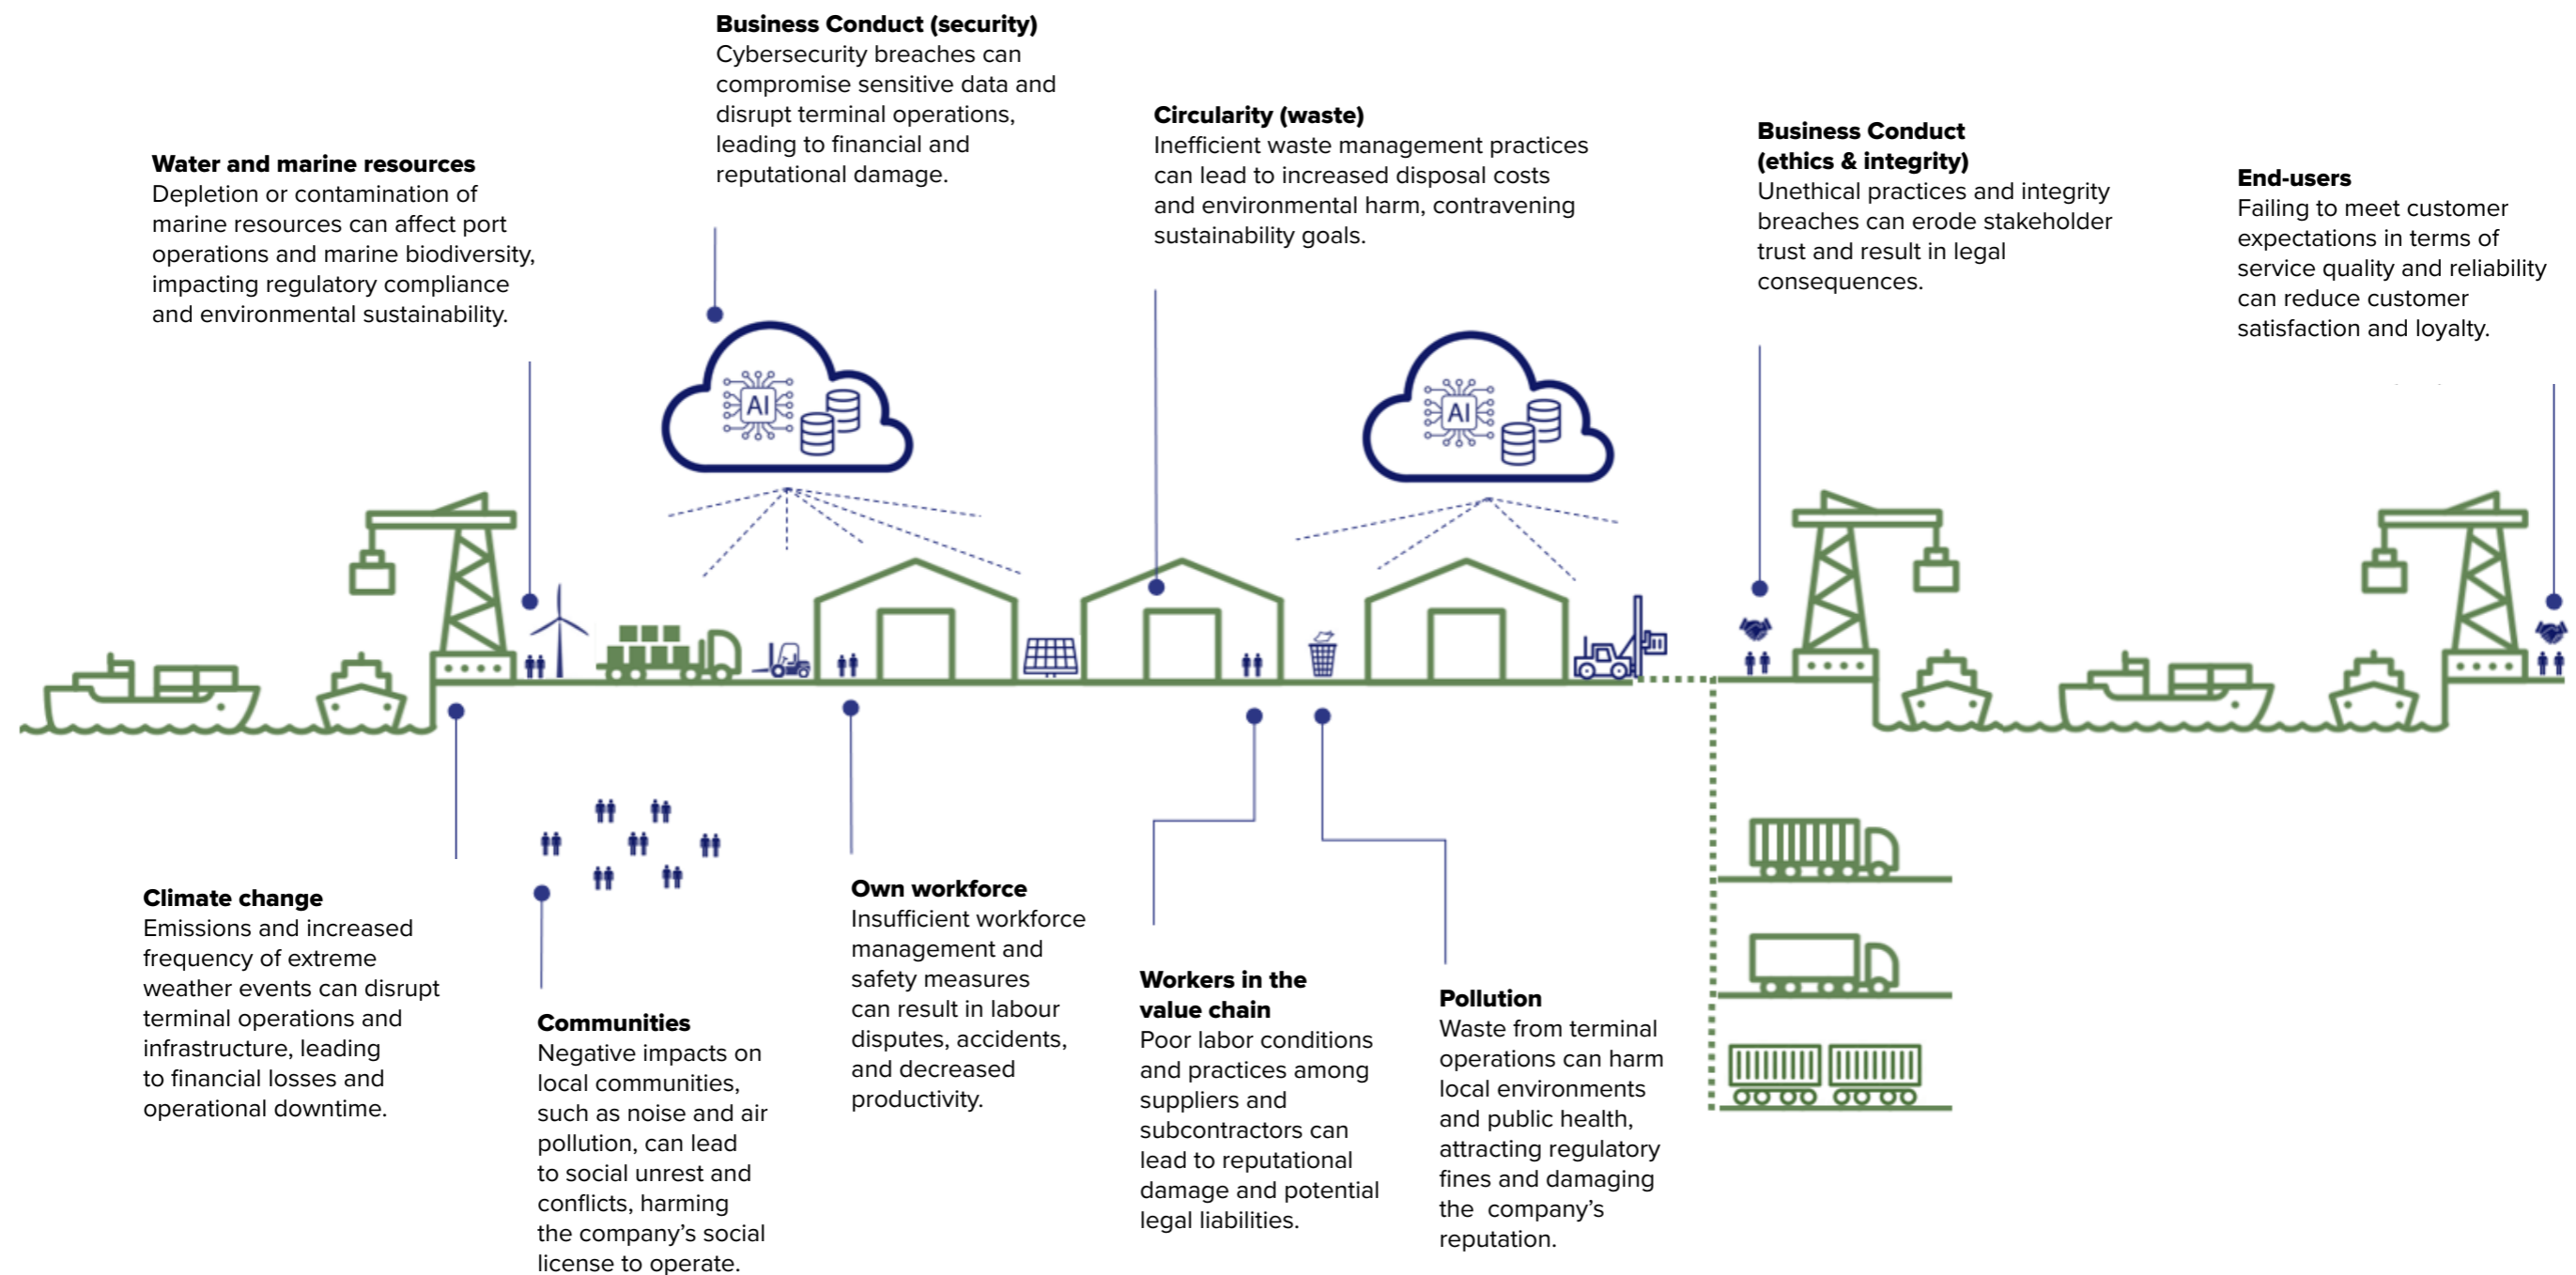 Business Conduct (security)
Cybersecurity breaches can
compromise sensitive data and
disrupt terminal operations,
leading to financial and
reputational damage.
Circularity (waste)
Inefficient waste management practices
can lead to increased disposal costs
and environmental harm, contravening
sustainability goals.
Business Conduct
(ethics & integrity)
Unethical practices and integrity
breaches can erode stakeholder
trust and result in legal
consequences.
Water and marine resources
Depletion or contamination of
marine resources can affect port
operations and marine biodiversity,
impacting regulatory compliance
and environmental sustainability.
End-users
Failing to meet customer
expectations in terms of
service quality and reliability
can reduce customer
satisfaction and loyalty.
AI
AI
Climate change
Emissions and increased
frequency of extreme
weather events can disrupt
terminal operations and
infrastructure, leading
to financial losses and
operational downtime.
Communities
Negative impacts on
local communities,
such as noise and air
pollution, can lead
to social unrest and
conflicts, harming
the company's social
license to operate.
Own workforce
Insufficient workforce
management and
safety measures
can result in labour
disputes, accidents,
and decreased
productivity.
Workers in the
value chain
Poor labor conditions
and practices among
suppliers and
subcontractors can
lead to reputational
damage and potential
legal liabilities.
Pollution
Waste from terminal
operations can harm
local environments
and public health,
attracting regulatory
fines and damaging
the  company's
reputation.